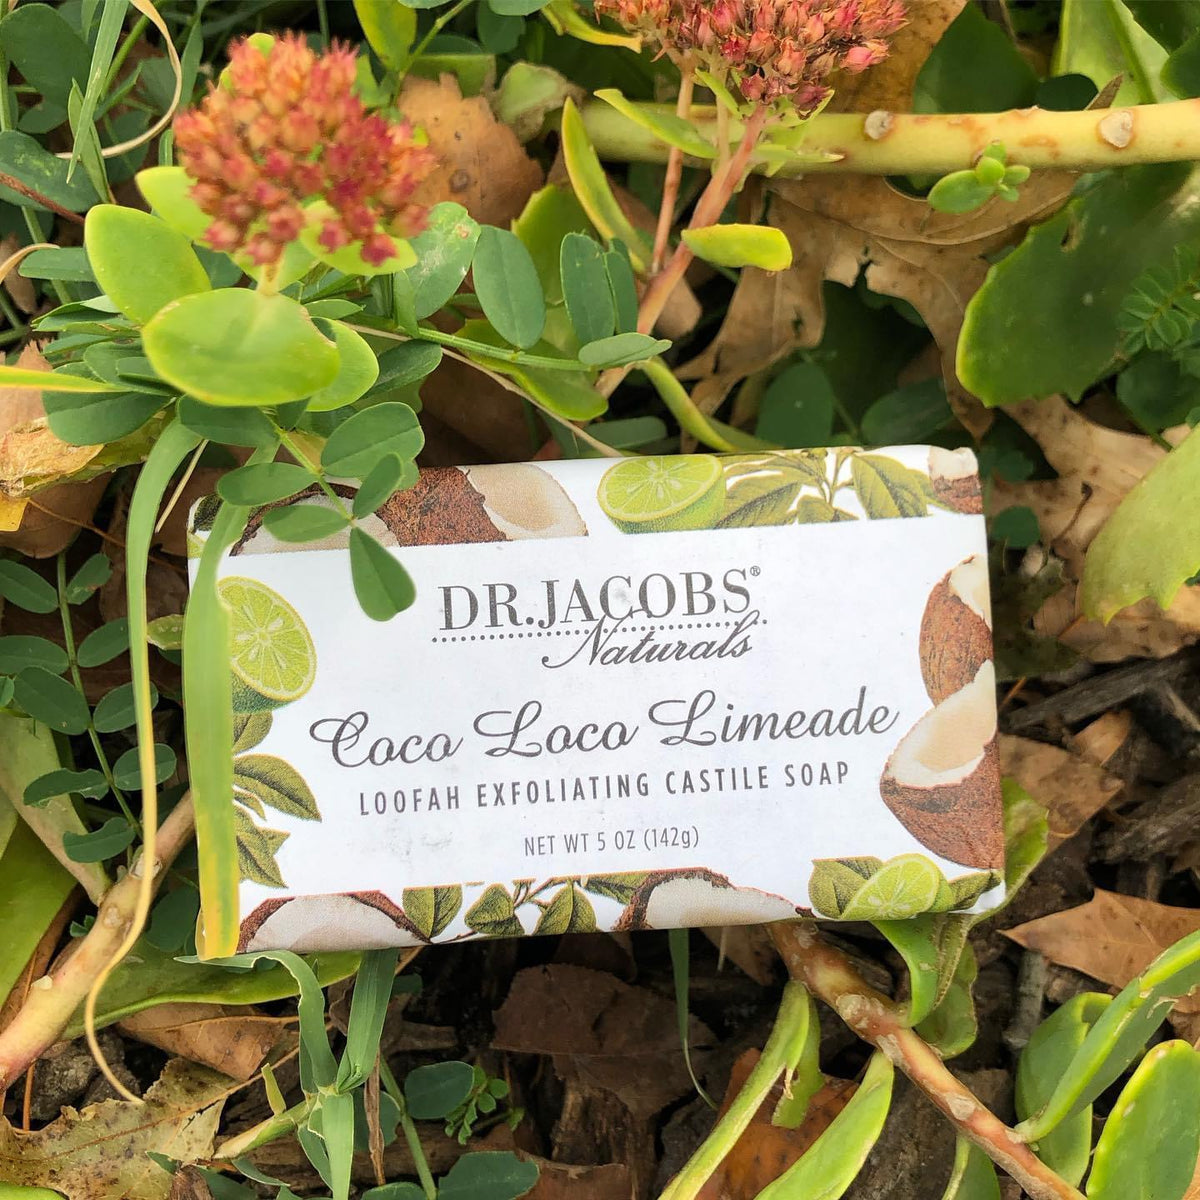 DR.JACOBS®
Naturals
Coco Loco Limeade
LOOFAH EXFOLIATING CASTILE SOAP
NET WT 5 OZ (142g)